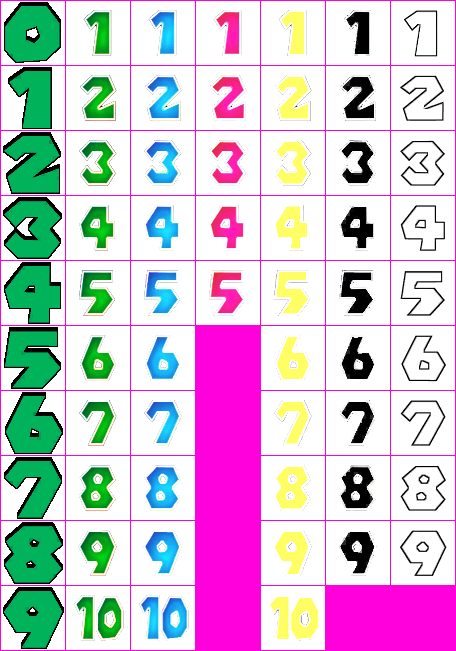 0 1 1 1 1 1 1
1 2 2 2 2 2 2
2 3 3 3 3 3 3
3 4 4 4 4 4 4
4 5 5 5 5 5 5
5 6 6 6 6 6
6 7 7 7 7 7
7 8 8 8 8 8
8 9 9 9 9 9
9 10 10 10